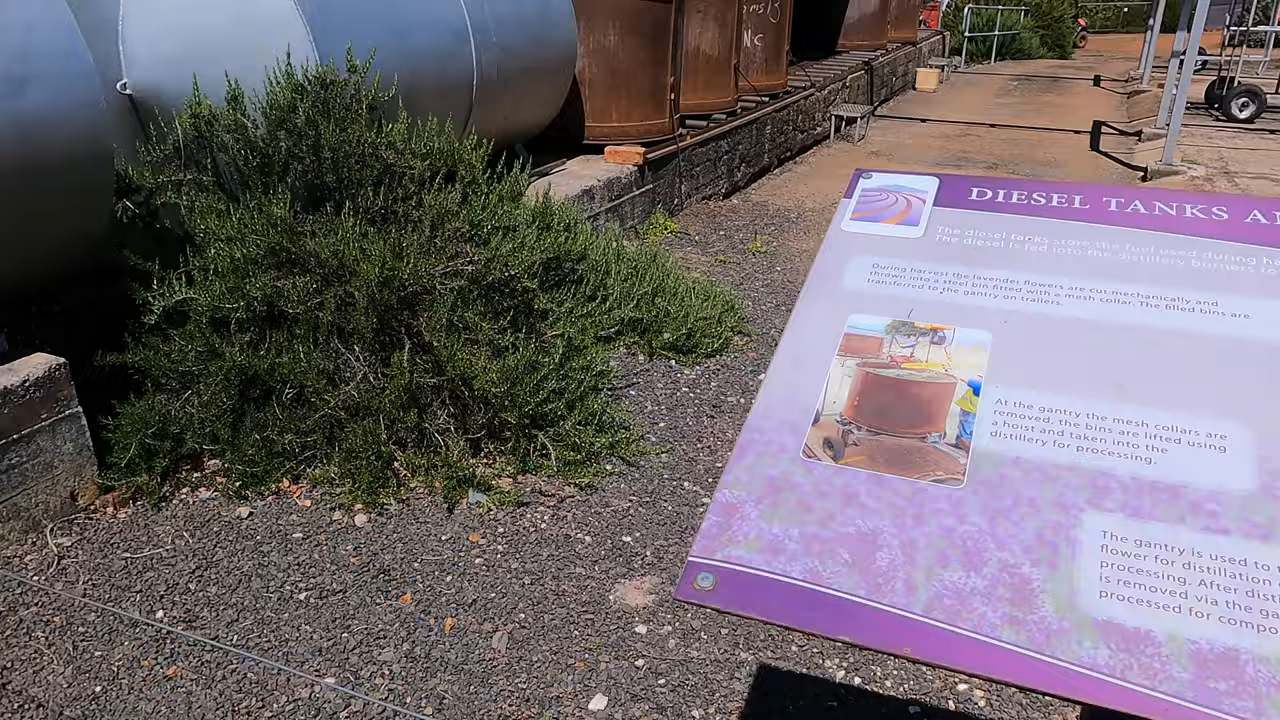 ms 13
NC
DIESEL TANKS A
The diesel tanks store the fuel used during ha
The diesel is fed into the distillery burners to
During harvest the lavender flowers are cut mechanically and
thrown into a steel bin fitted with a mesh collar. The filled bins are
transferred to the gantry on trailers.
At the gantry the mesh collars are
removed, the bins are lifted using
a hoist and taken into the
distillery for processing.
The gantry is used to
flower for distillation
processing. After disti
is removed via the ga
processed for compo